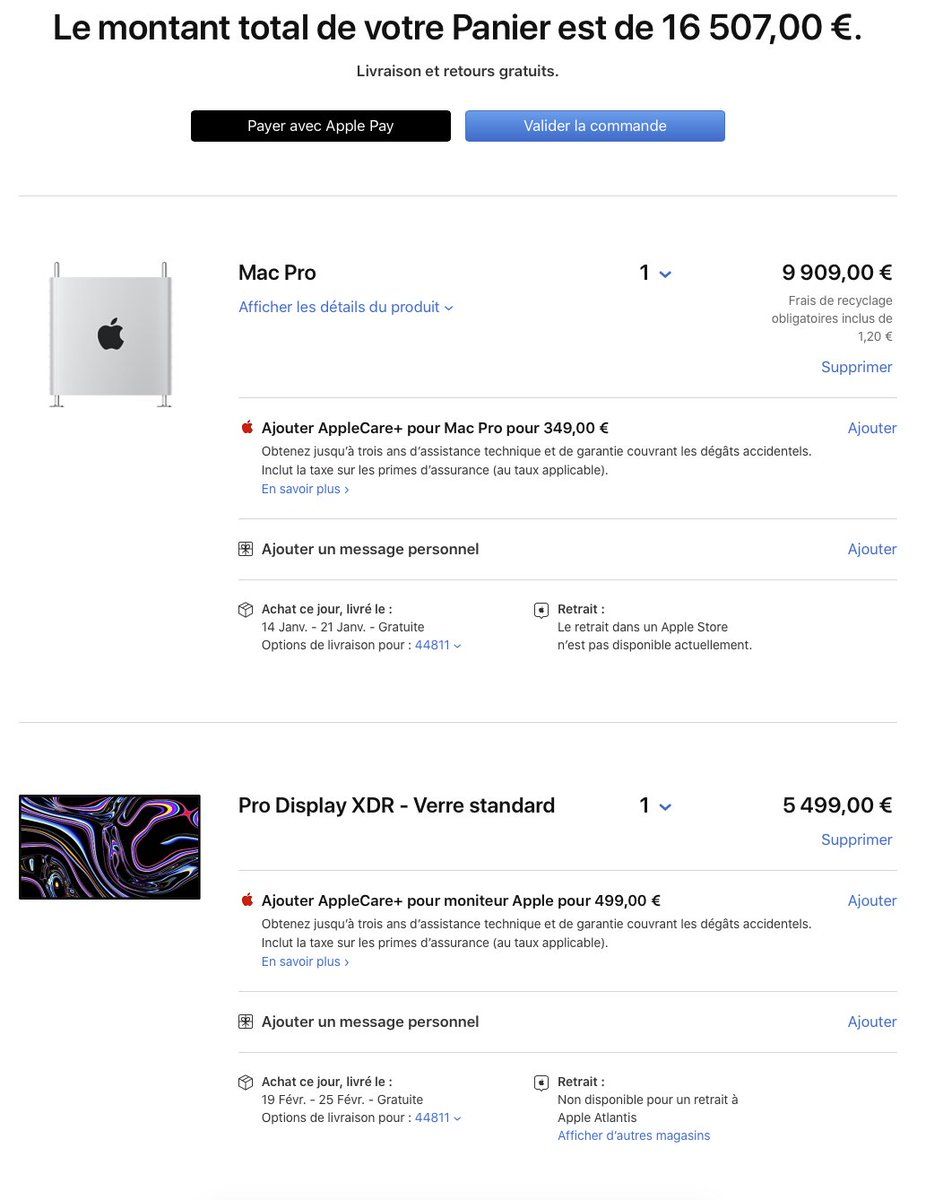 Le montant total de votre Panier est de 16 507,00 €.
Livraison et retours gratuits.
Payer avec Apple Pay
Valider la commande
Mac Pro
1
9 909,00 €
Afficher les détails du produit
Frais de recyclage
obligatoires inclus de
1,20 €
Supprimer
Ajouter AppleCare+ pour Mac Pro pour 349,00 €
Ajouter
Obtenez jusqu’à trois ans d’assistance technique et de garantie couvrant les dégâts accidentels.
Inclut la taxe sur les primes d’assurance (au taux applicable).
En savoir plus ›
Ajouter un message personnel
Ajouter
Achat ce jour, livré le :
14 Janv. - 21 Janv. - Gratuite
Options de livraison pour : 44811
Retrait :
Le retrait dans un Apple Store
n’est pas disponible actuellement.
Pro Display XDR - Verre standard
1
5 499,00 €
Supprimer
Ajouter AppleCare+ pour moniteur Apple pour 499,00 €
Ajouter
Obtenez jusqu’à trois ans d’assistance technique et de garantie couvrant les dégâts accidentels.
Inclut la taxe sur les primes d’assurance (au taux applicable).
En savoir plus ›
Ajouter un message personnel
Ajouter
Achat ce jour, livré le :
19 Févr. - 25 Févr. - Gratuite
Options de livraison pour : 44811
Retrait :
Non disponible pour un retrait à
Apple Atlantis
Afficher d’autres magasins